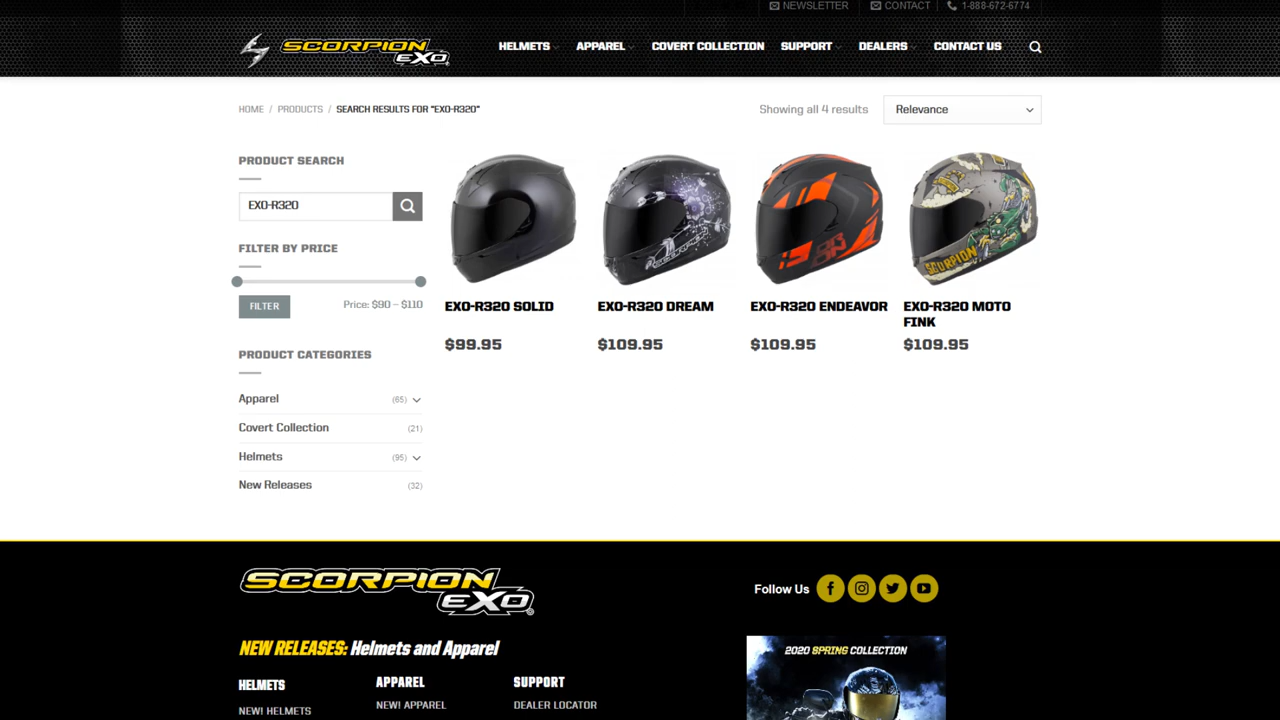 NEWSLETTER
CONTACT
1-888-672-6774
SCORPION EXO
HELMETS
APPAREL
COVERT COLLECTION
SUPPORT
DEALERS
CONTACT US
HOME / PRODUCTS / SEARCH RESULTS FOR "EXO-R320"
Showing all 4 results
Relevance
PRODUCT SEARCH
EXO-R320
FILTER BY PRICE
FILTER
Price: $90 — $110
PRODUCT CATEGORIES
Apparel (65)
Covert Collection (21)
Helmets (95)
New Releases (32)
SCORPION
EXO-R320 SOLID
$99.95
EXO-R320 DREAM
$109.95
EXO-R320 ENDEAVOR
$109.95
SCORPION
EXO-R320 MOTO
FINK
$109.95
SCORPION
EXO
Follow Us
NEW RELEASES: Helmets and Apparel
HELMETS
NEW! HELMETS
APPAREL
NEW! APPAREL
SUPPORT
DEALER LOCATOR
2020 SPRING COLLECTION